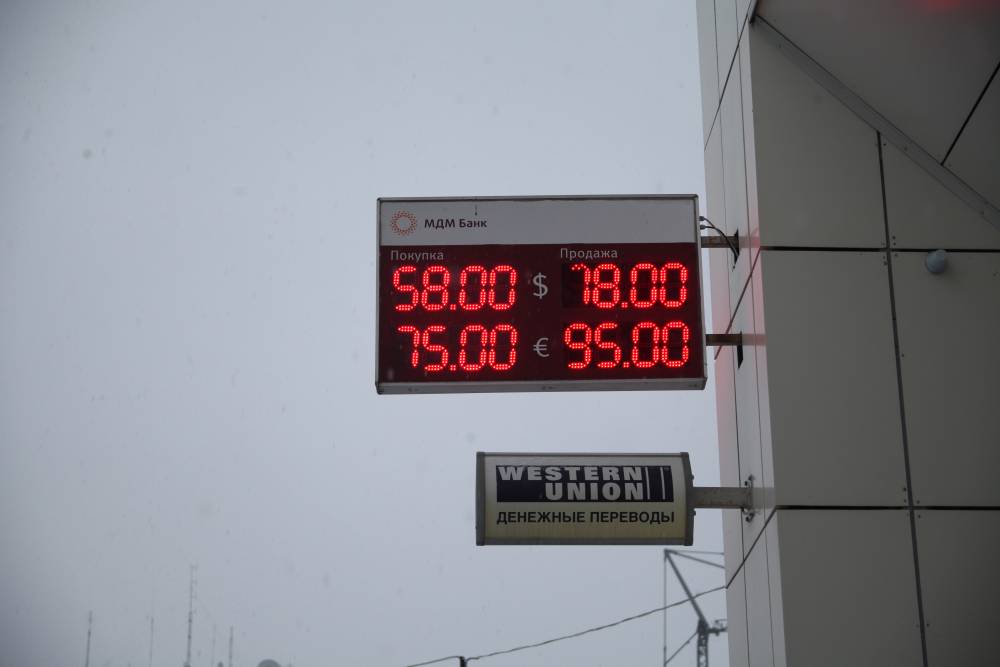 МДМ Банк
Покупка Продажа
58.00 $ 78.00
75.00 € 95.00
WESTERN
UNION
ДЕНЕЖНЫЕ ПЕРЕВОДЫ